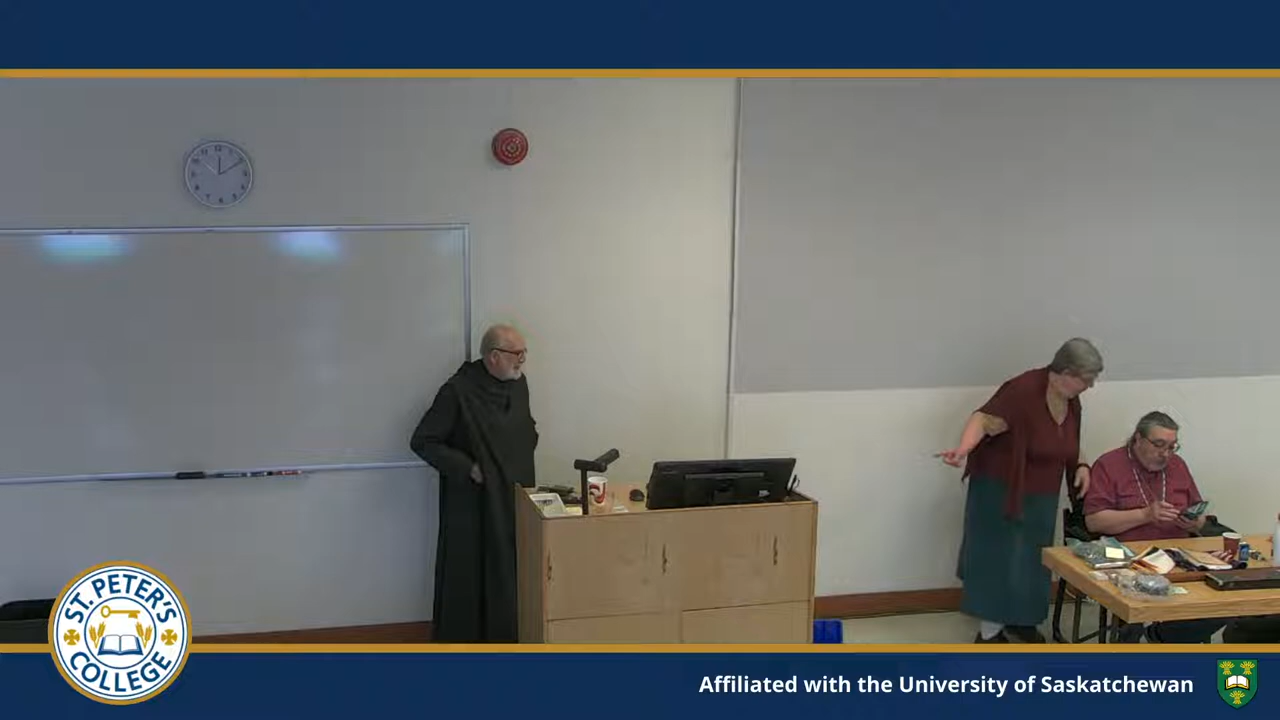 ST. PETER'S
COLLEGE
Affiliated with the University of Saskatchewan